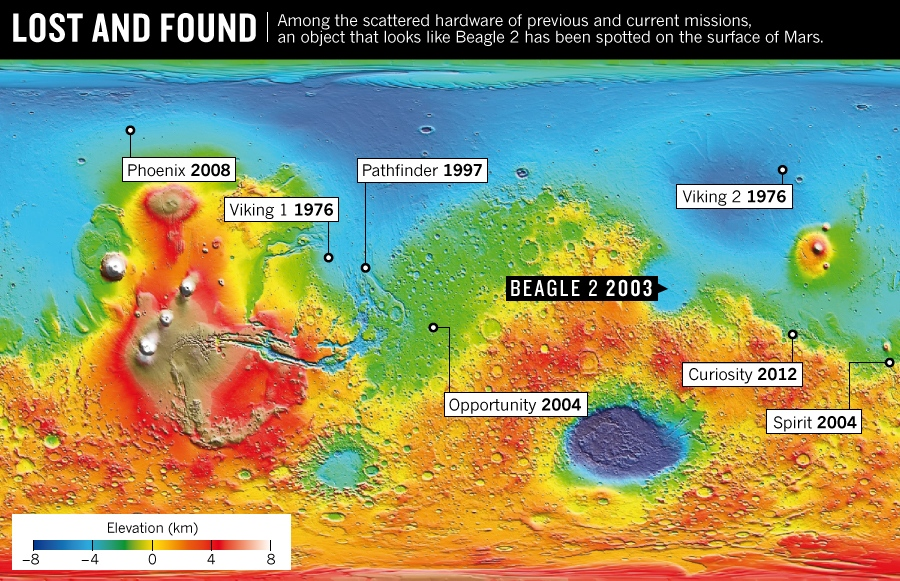 LOST AND FOUND
Among the scattered hardware of previous and current missions,
an object that looks like Beagle 2 has been spotted on the surface of Mars.
Phoenix 2008
Pathfinder 1997
Viking 1 1976
Viking 2 1976
BEAGLE 2 2003
Curiosity 2012
Opportunity 2004
Spirit 2004
Elevation (km)
–8 –4 0 4 8